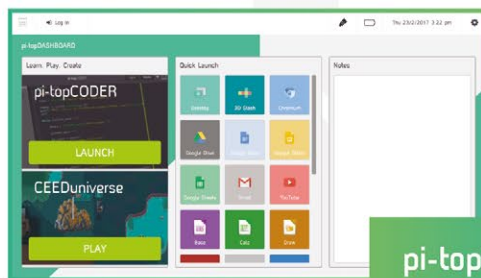 Log in
Thu 23/2/2017 3:22 pm
pi-topDASHBOARD
Learn, Play, Create
Quick Launch
Notes
pi-topCODER
LAUNCH
CEEDuniverse
PLAY
Desktop
3D Slash
Chromium
Google Drive
Google Sheets
Gmail
YouTube
Base
Calc
Draw
pi-top